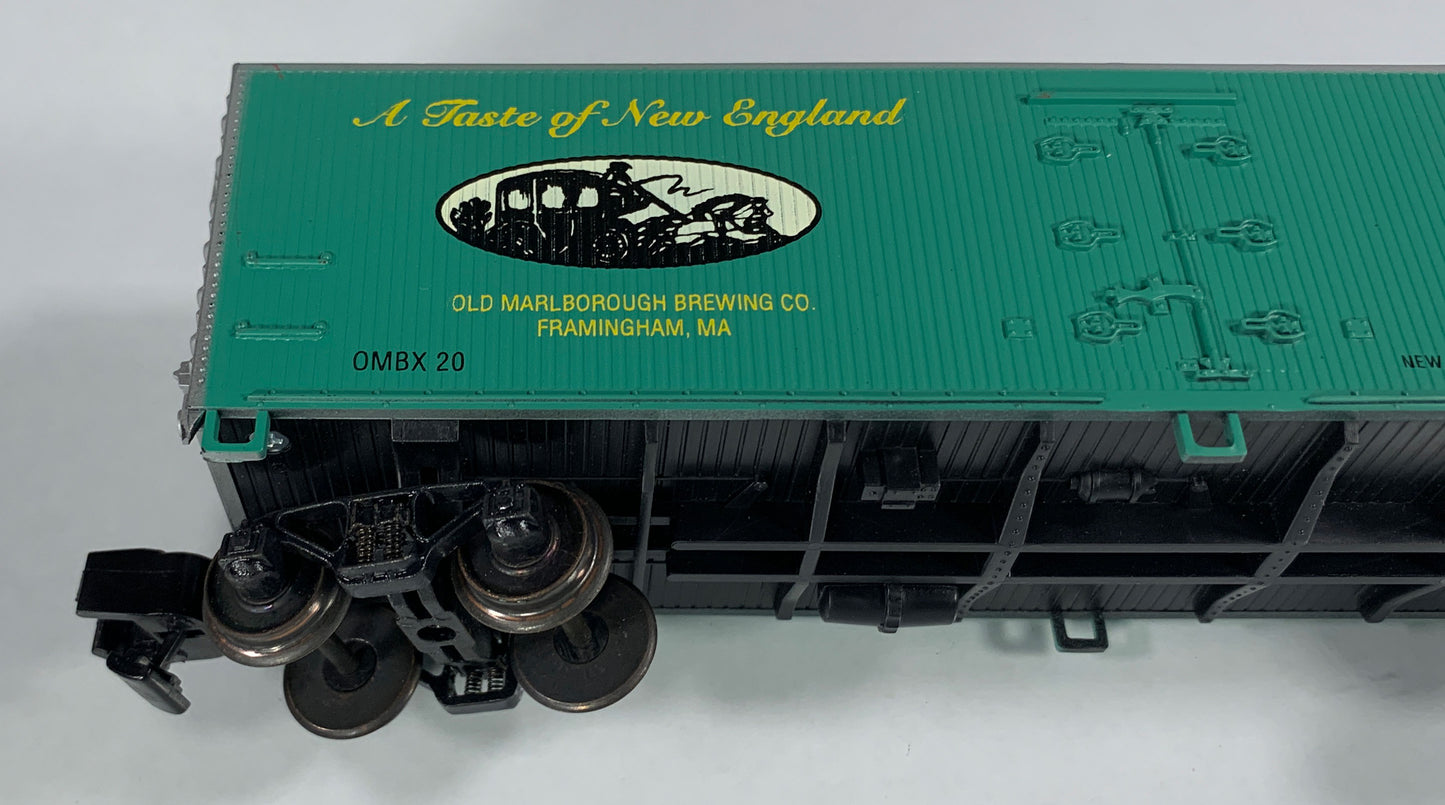 A Taste of New England
OLD MARLBOROUGH BREWING CO.
FRAMINGHAM, MA
OMBX 20
NEW